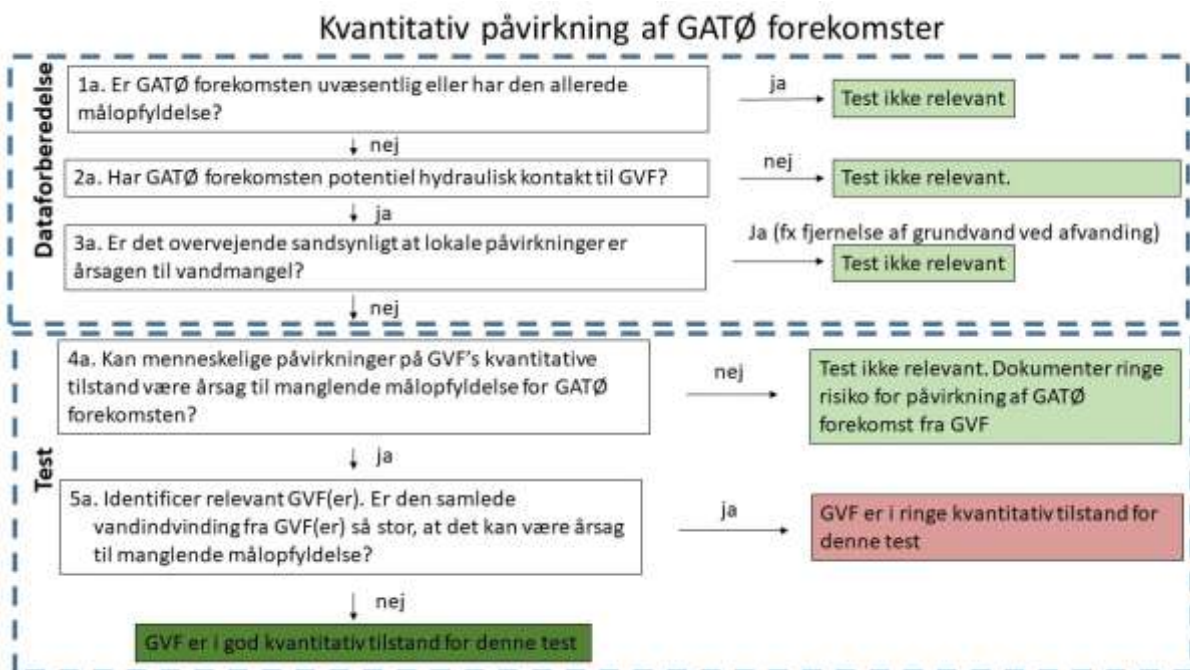 Kvantitativ påvirkning af GATØ forekomster
Dataforberedelse
1a. Er GATØ forekomsten uvæsentlig eller har den allerede
målopfyldelse?
ja
Test ikke relevant
nej
2a. Har GATØ forekomsten potentiel hydraulisk kontakt til GVF?
nej
Test ikke relevant.
ja
3a. Er det overvejende sandsynligt at lokale påvirkninger er
årsagen til vandmangel?
Ja (fx fjernelse af grundvand ved afvanding)
Test ikke relevant
nej
Test
4a. Kan menneskelige påvirkninger på GVF's kvantitative
tilstand være årsag til manglende målopfyldelse for GATØ
forekomsten?
nej
Test ikke relevant. Dokumenter ringe
risiko for påvirkning af GATØ
forekomst fra GVF
ja
5a. Identificer relevant GVF(er). Er den samlede
vandindvinding fra GVF(er) så stor, at det kan være årsag
til manglende målopfyldelse?
ja
GVF er i ringe kvantitativ tilstand for
denne test
nej
GVF er i god kvantitativ tilstand for denne test